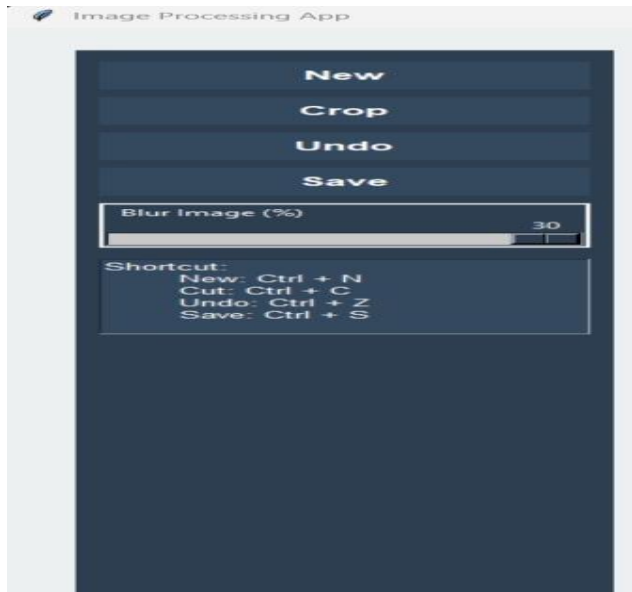 Image Processing App
New
Crop
Undo
Save
Blur Image (%)
30
Shortcut:
New: Ctrl + N
Cut: Ctrl + C
Undo: Ctrl + Z
Save: Ctrl + S